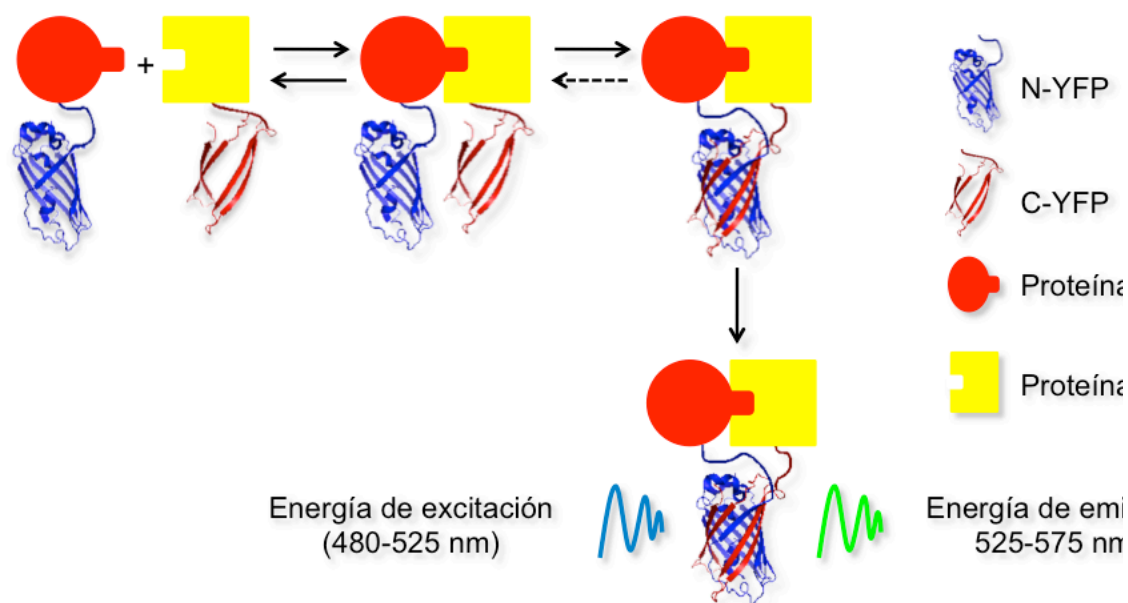 +
N-YFP
C-YFP
Proteína
Proteína
Energía de excitación
(480-525 nm)
Energía de emi
525-575 nm